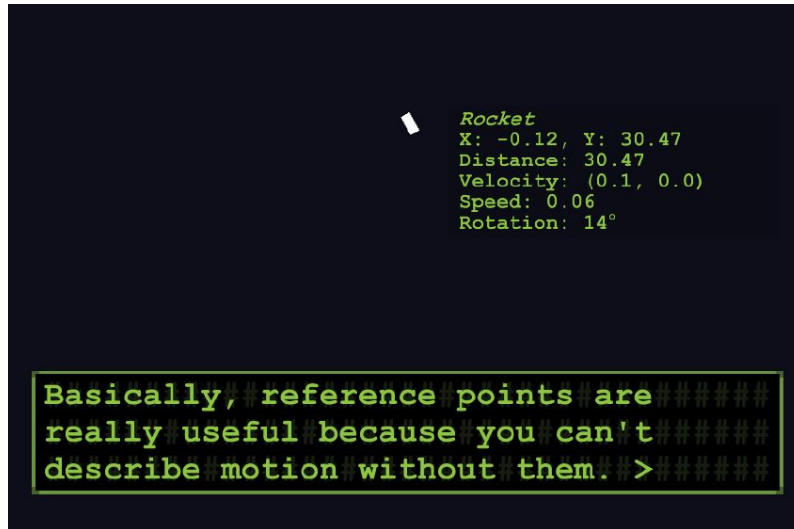 Rocket
X: -0.12, Y: 30.47
Distance: 30.47
Velocity: (0.1, 0.0)
Speed: 0.06
Rotation: 14°
Basically, reference points are
really useful because you can't
describe motion without them. >